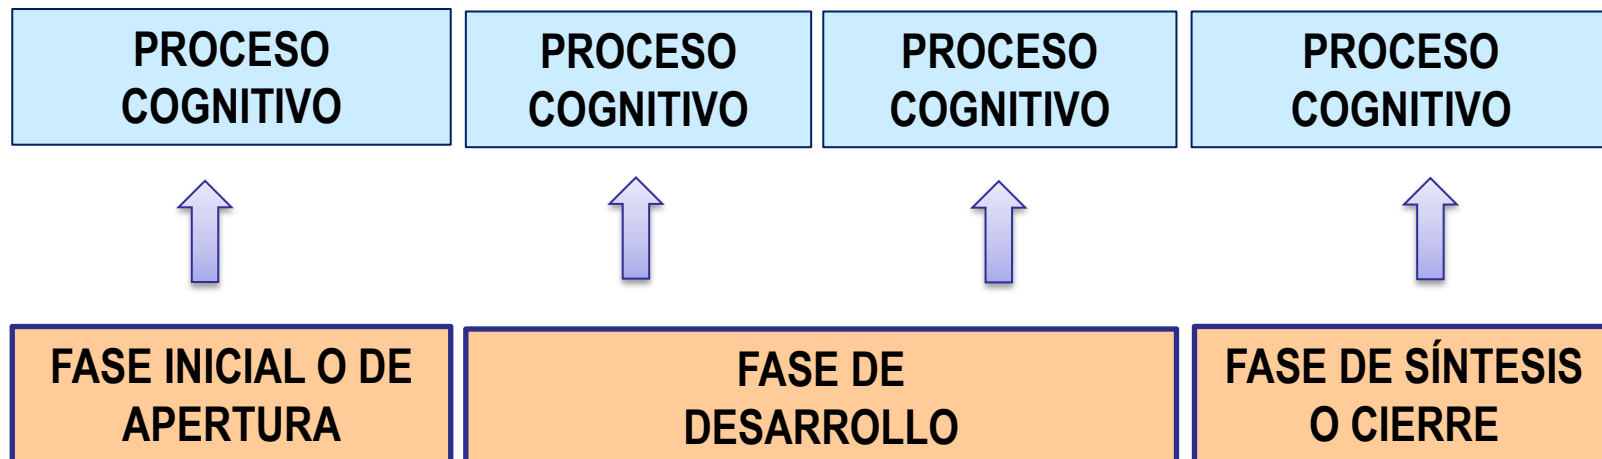 PROCESO
COGNITIVO
PROCESO
COGNITIVO
PROCESO
COGNITIVO
PROCESO
COGNITIVO
FASE INICIAL O DE
APERTURA
FASE DE
DESARROLLO
FASE DE SÍNTESIS
O CIERRE